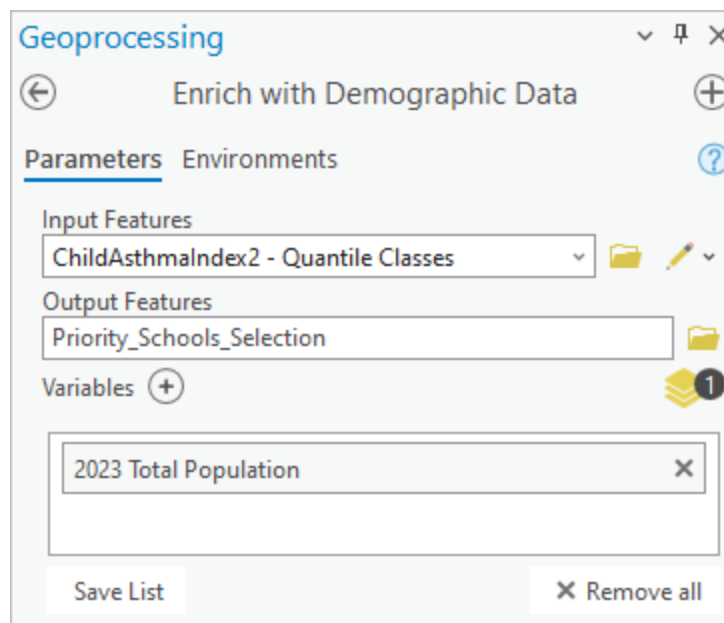 Geoprocessing
Enrich with Demographic Data
Parameters Environments
Input Features
ChildAsthmaIndex2 - Quantile Classes
Output Features
Priority_Schools_Selection
Variables
1
2023 Total Population
Save List
Remove all